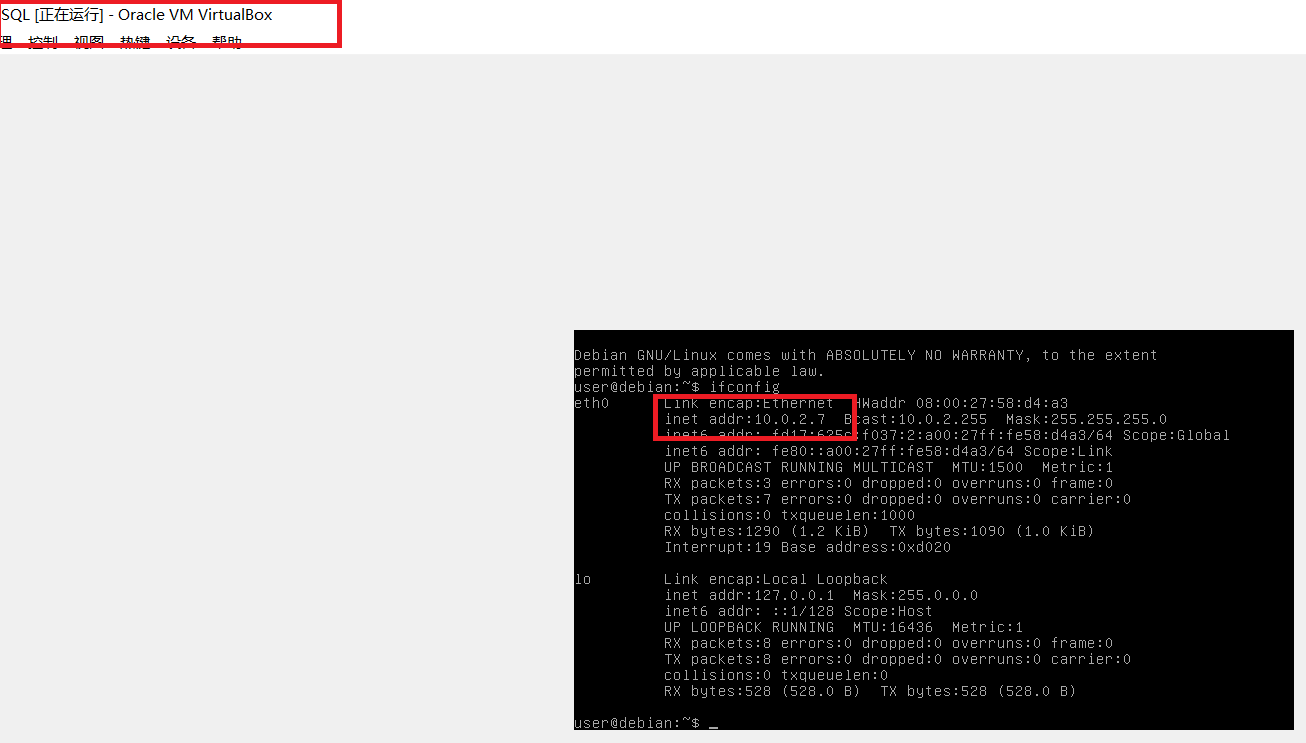 SQL [正在运行] - Oracle VM VirtualBox
理 控制 视图 热键 设备 帮助
Debian GNU/Linux comes with ABSOLUTELY NO WARRANTY, to the extent
permitted by applicable law.
user@debian:~$ ifconfig
eth0 Link encap:Ethernet HWaddr 08:00:27:58:d4:a3
inet addr:10.0.2.7 Bcast:10.0.2.255 Mask:255.255.255.0
inet6 addr: fd17:625c:f037:2:a00:27ff:fe58:d4a3/64 Scope:Global
inet6 addr: fe80::a00:27ff:fe58:d4a3/64 Scope:Link
UP BROADCAST RUNNING MULTICAST MTU:1500 Metric:1
RX packets:3 errors:0 dropped:0 overruns:0 frame:0
TX packets:7 errors:0 dropped:0 overruns:0 carrier:0
collisions:0 txqueuelen:1000
RX bytes:1290 (1.2 KiB) TX bytes:1090 (1.0 KiB)
Interrupt:19 Base address:0xd020
lo Link encap:Local Loopback
inet addr:127.0.0.1 Mask:255.0.0.0
inet6 addr: ::1/128 Scope:Host
UP LOOPBACK RUNNING MTU:16436 Metric:1
RX packets:8 errors:0 dropped:0 overruns:0 frame:0
TX packets:8 errors:0 dropped:0 overruns:0 carrier:0
collisions:0 txqueuelen:0
RX bytes:528 (528.0 B) TX bytes:528 (528.0 B)
user@debian:~$ _